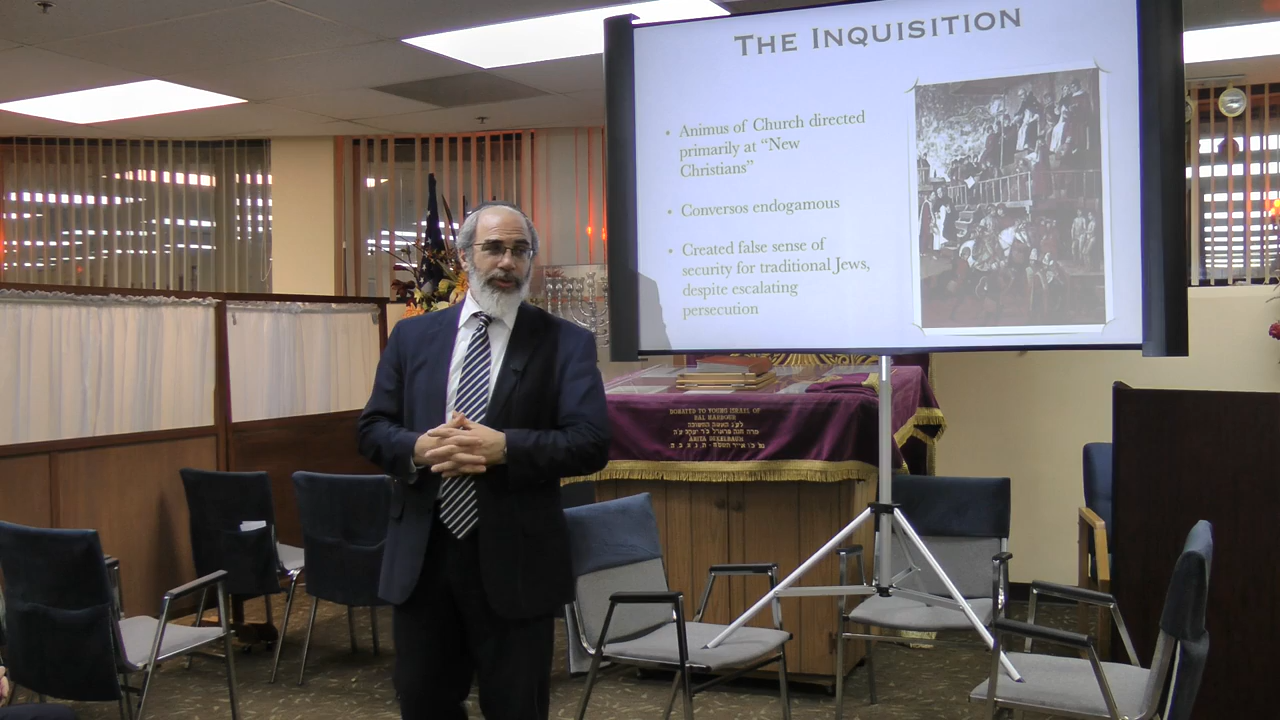 THE INQUISITION
• Animus of Church directed
primarily at “New
Christians”
• Conversos endogamous
• Created false sense of
security for traditional Jews,
despite escalating
persecution
DONATED TO YOUNG ISRAEL OF
BAL HARBOUR